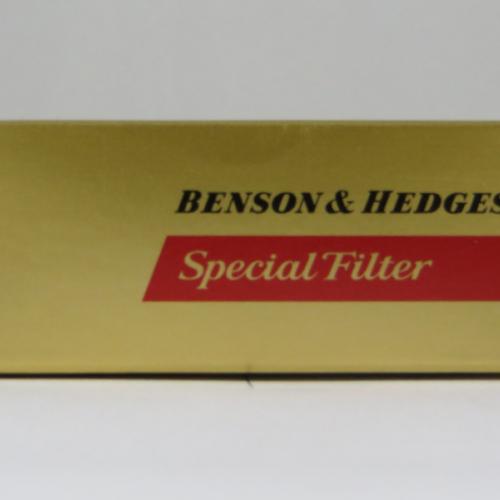 BENSON & HEDGES
Special Filter